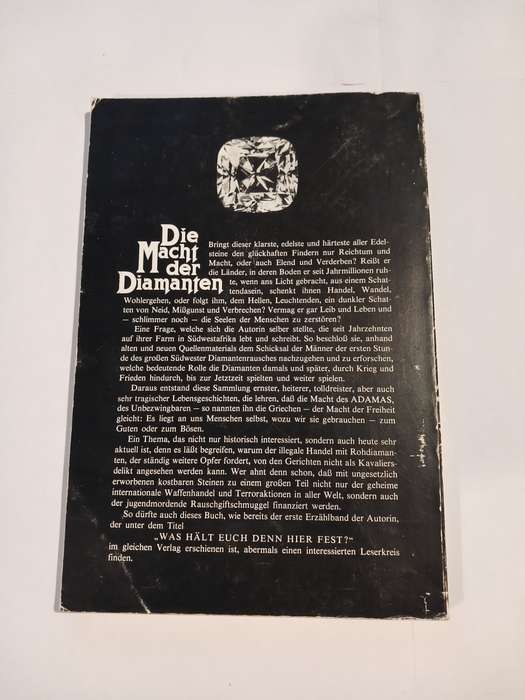 Die
Macht
der
Diamanten
Bringt dieser klarste, edelste und härteste aller Edel-
steine den glückhaften Findern nur Reichtum und
Macht, oder auch Elend und Verderben? Reißt er
die Länder, in deren Boden er seit Jahrmillionen ruh-
te, wenn ans Licht gebracht, aus einem Schat-
tendasein, schenkt ihnen Handel, Wandel,
Wohlergehen, oder folgt ihm, dem Hellen, Leuchtenden, ein dunkler Schat-
ten von Neid, Mißgunst und Verbrechen? Vermag er gar Leib und Leben und
— schlimmer noch — die Seelen der Menschen zu zerstören?
Eine Frage, welche sich die Autorin selber stellte, die seit Jahrzehnten
auf ihrer Farm in Südwestafrika lebt und schreibt. So beschloß sie, anhand
alten und neuen Quellenmaterials dem Schicksal der Männer der ersten Stun-
de des großen Südwester Diamantenrausches nachzugehen und zu erforschen,
welche bedeutende Rolle die Diamanten damals und später, durch Krieg und
Frieden hindurch, bis zur Jetztzeit spielten und weiter spielen.
Daraus entstand diese Sammlung ernster, heiterer, tolldreister, aber auch
sehr tragischer Lebensgeschichten, die lehren, daß die Macht des ADAMAS,
des Unbezwingbaren — so nannten ihn die Griechen — der Macht der Freiheit
gleicht: Es liegt an uns Menschen selbst, wozu wir sie gebrauchen — zum
Guten oder zum Bösen.
Ein Thema, das nicht nur historisch interessiert, sondern auch heute sehr
aktuell ist, denn es läßt begreifen, warum der illegale Handel mit Rohdiaman-
ten, der ständig weitere Opfer fordert, von den Gerichten nicht als Kavaliers-
delikt angesehen werden kann. Wer ahnt denn schon, daß mit ungesetzlich
erworbenen kostbaren Steinen zu einem großen Teil nicht nur der geheime
internationale Waffenhandel und Terroraktionen in aller Welt, sondern auch
der jugendmordende Rauschgiftschmuggel finanziert werden.
So dürfte auch dieses Buch, wie bereits der erste Erzählband der Autorin,
der unter dem Titel
„WAS HÄLT EUCH DENN HIER FEST?“
im gleichen Verlag erschienen ist, abermals einen interessierten Leserkreis
finden.